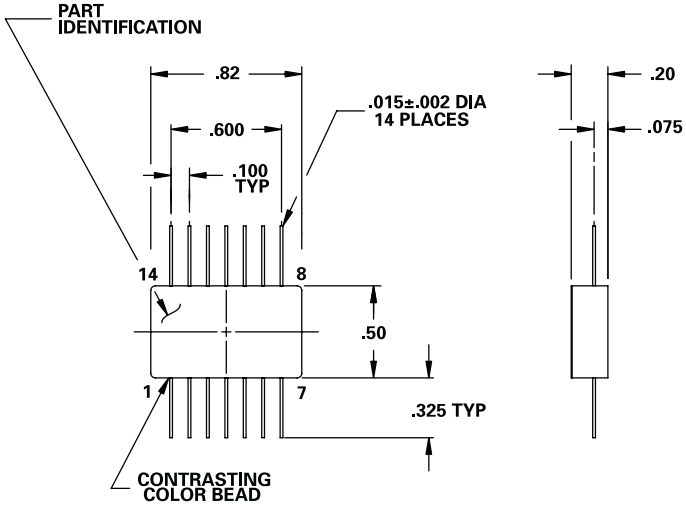 PART
IDENTIFICATION
.82
.20
.015±.002 DIA
14 PLACES
.600
.075
.100
TYP
14
8
.50
1
7
.325 TYP
CONTRASTING
COLOR BEAD